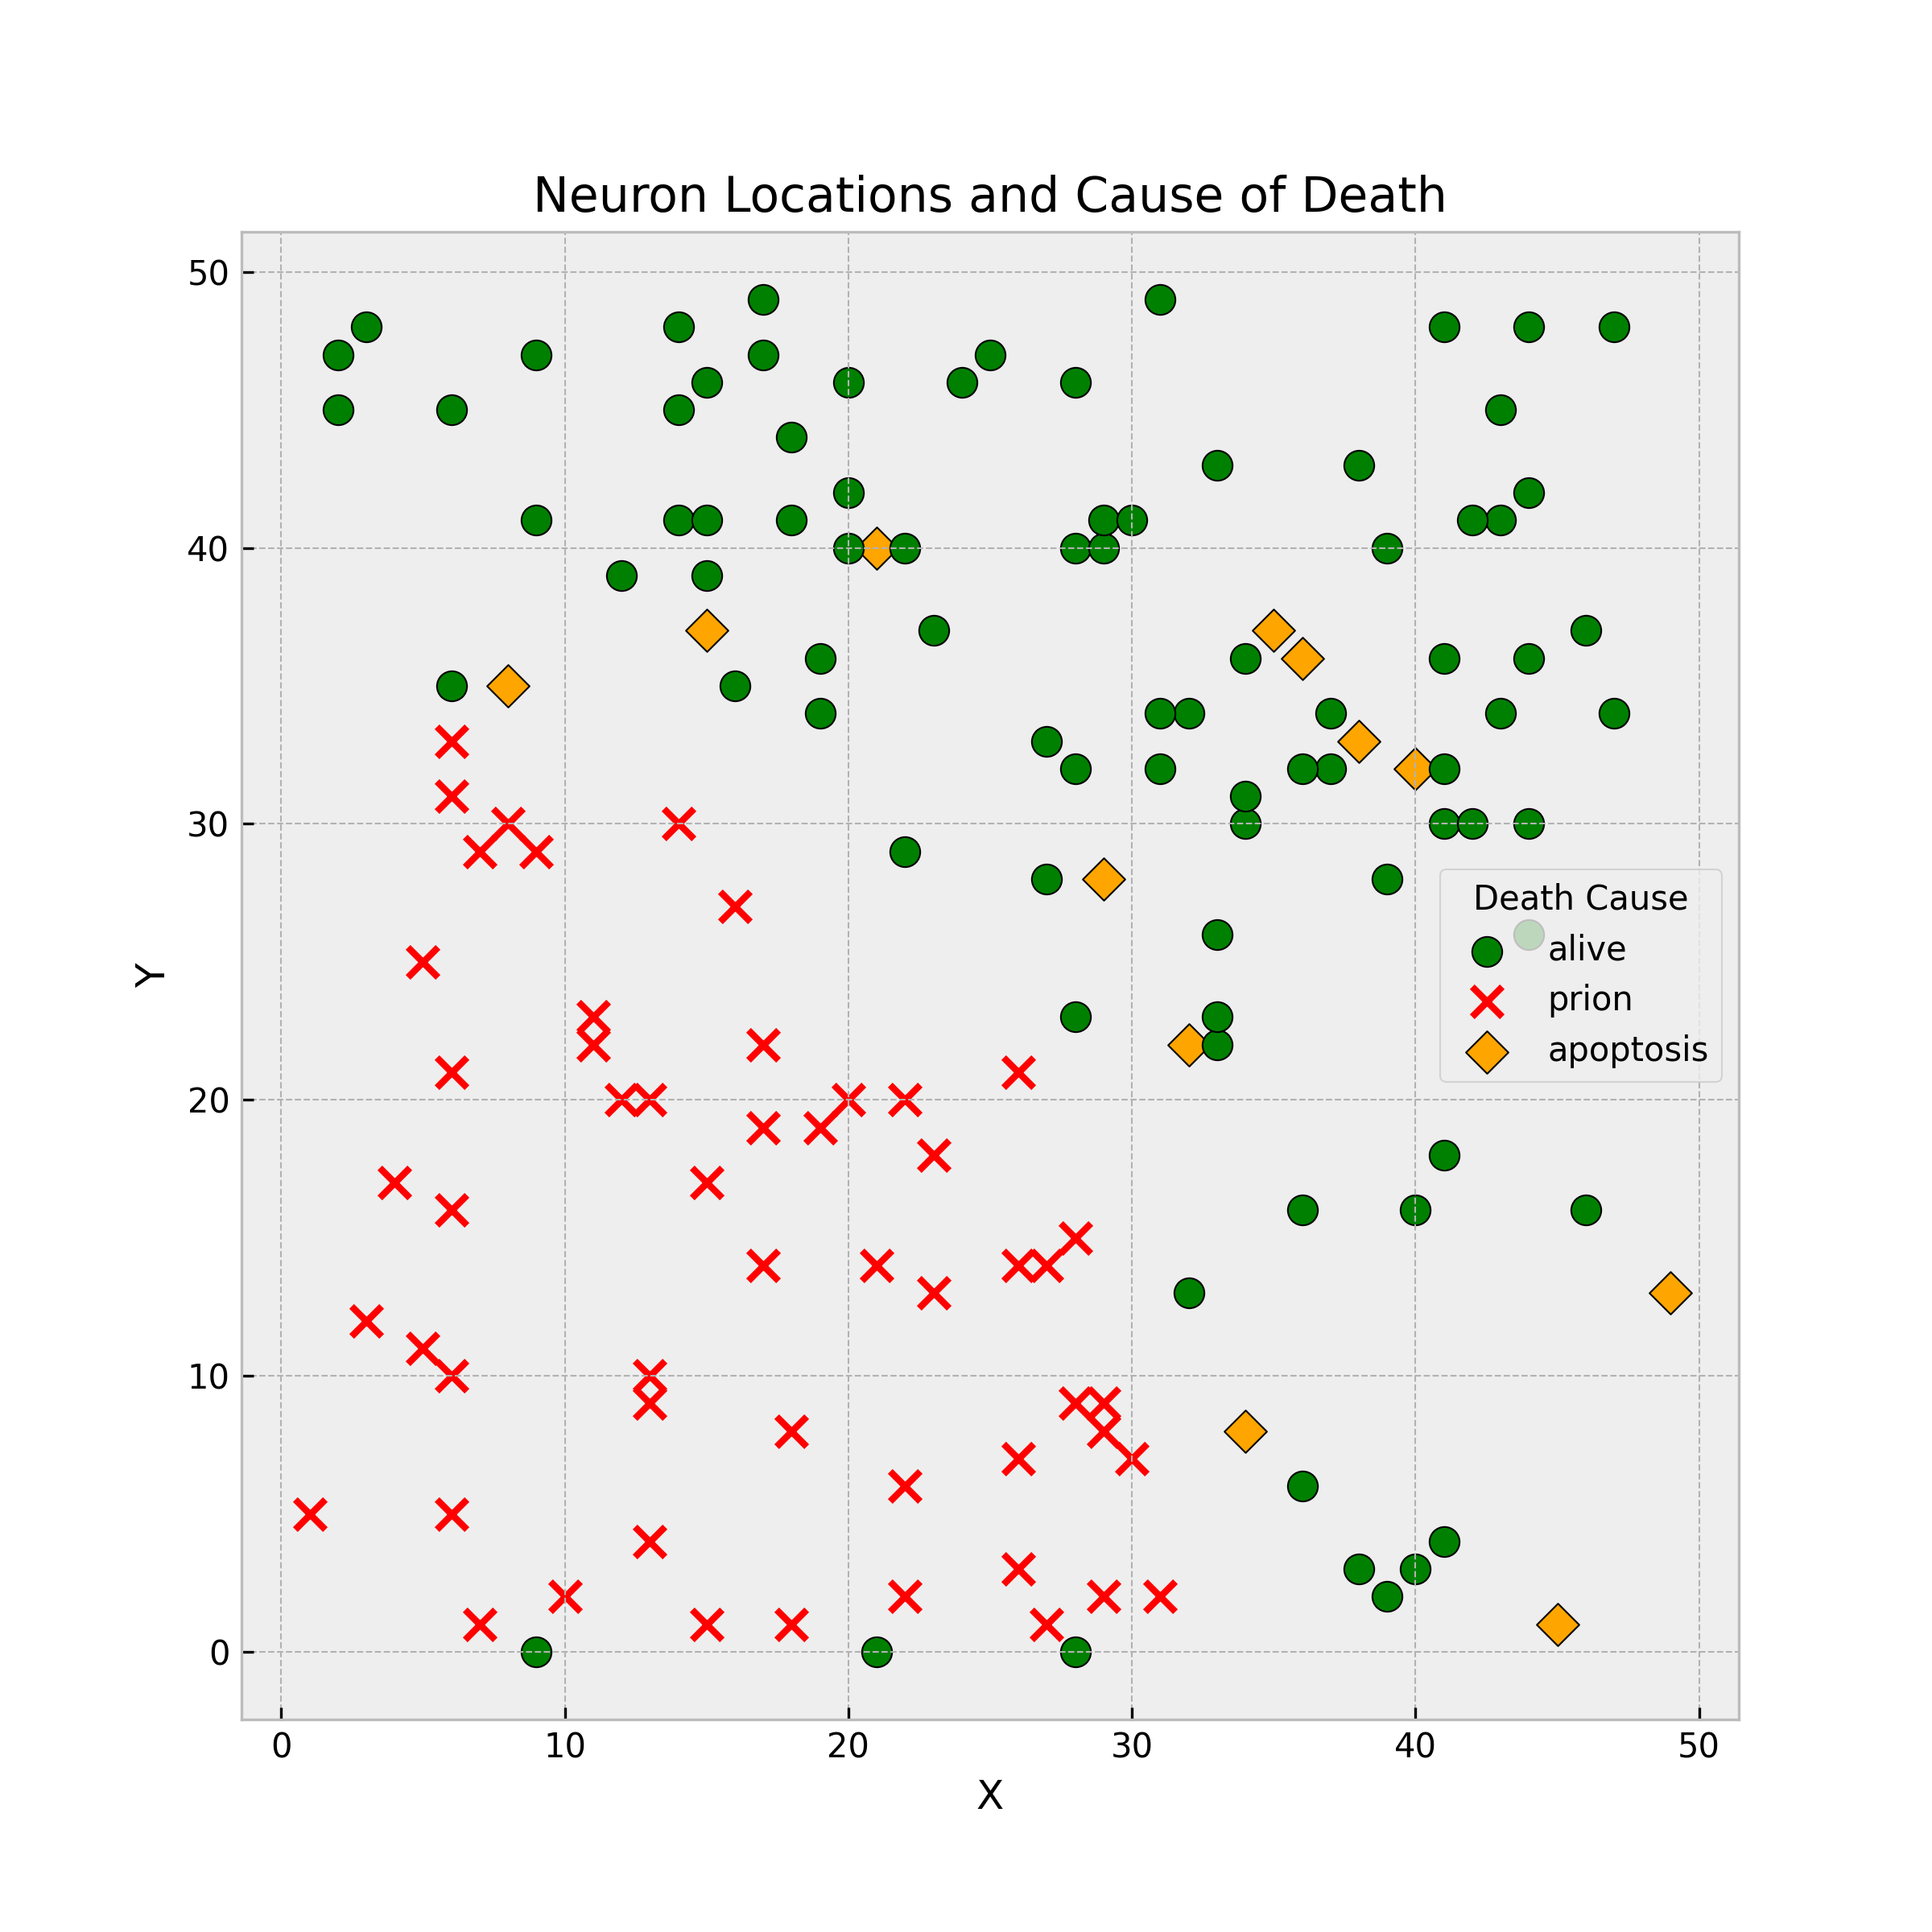 Neuron Locations and Cause of Death
50
40
30
20
10
0
Y
Death Cause
alive
prion
apoptosis
0 10 20 30 40 50
X